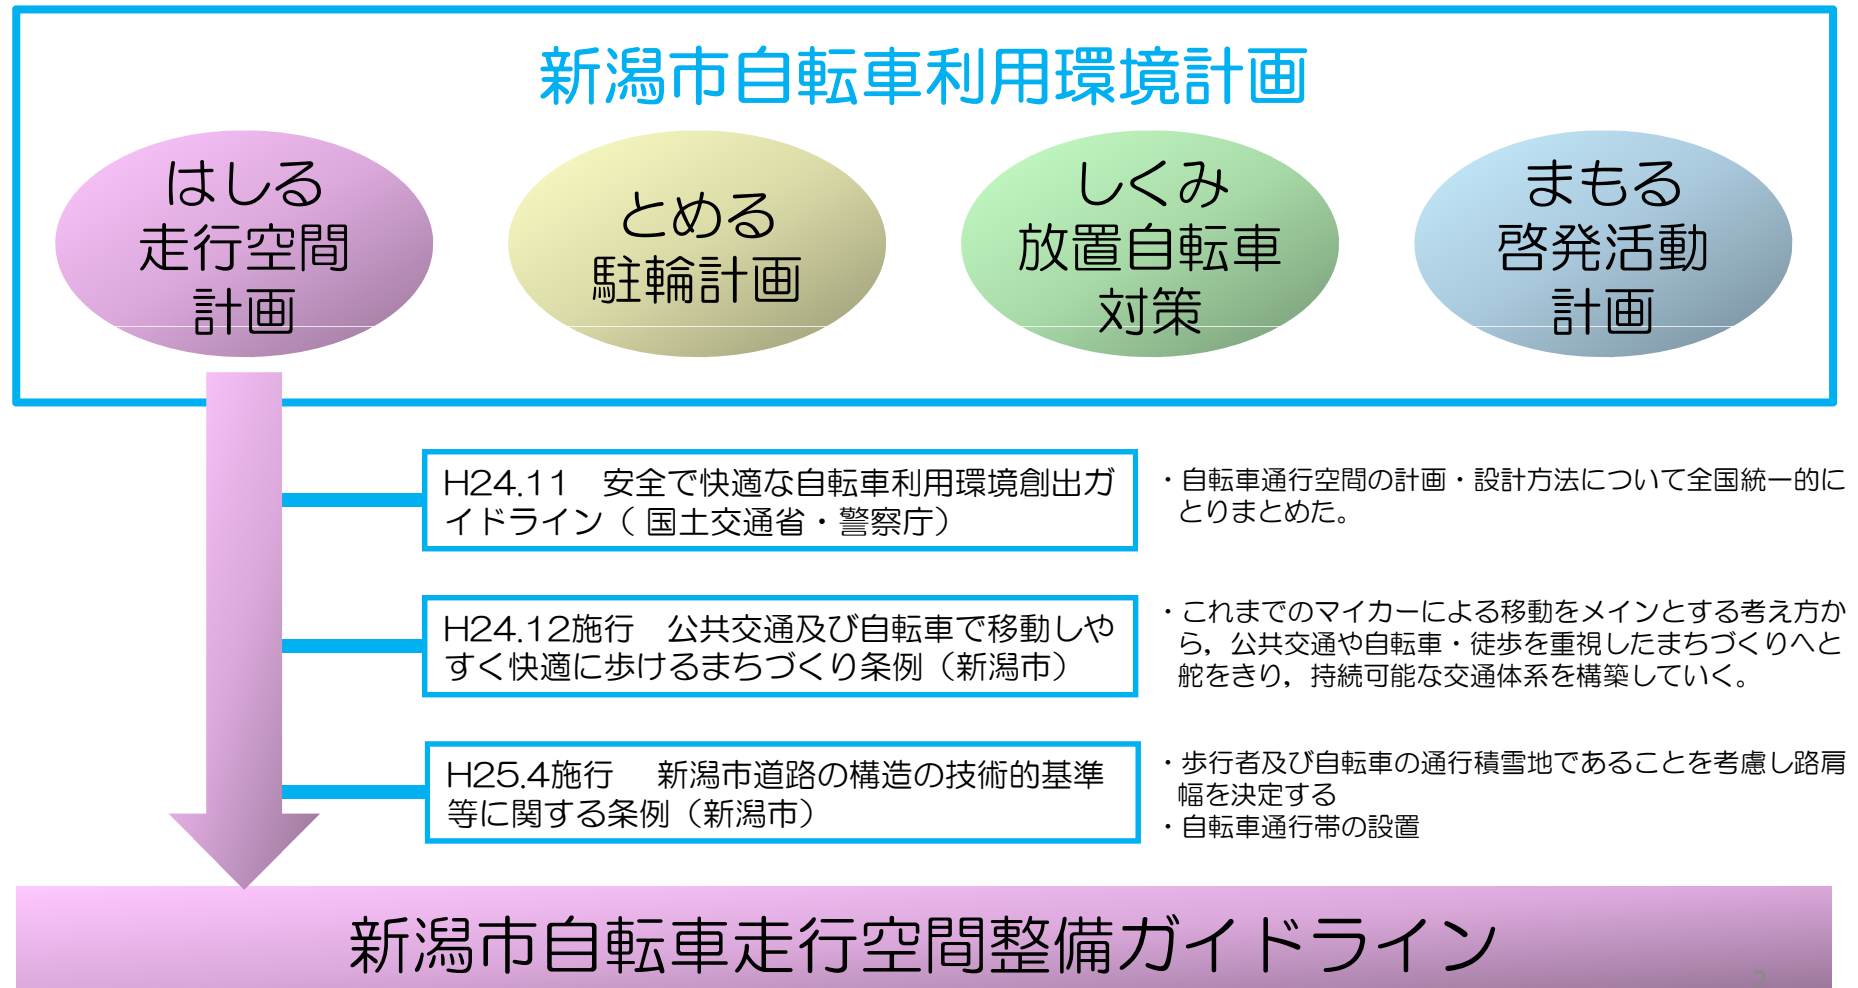 新潟市自転車利用環境計画
はしる
走行空間
計画
とめる
駐輪計画
しくみ
放置自転車
対策
まもる
啓発活動
計画
H24.11　安全で快適な自転車利用環境創出ガ
イドライン（ 国土交通省・警察庁）
・自転車通行空間の計画・設計方法について全国統一的に
とりまとめた。
H24.12施行　公共交通及び自転車で移動しや
すく快適に歩けるまちづくり条例（新潟市）
・これまでのマイカーによる移動をメインとする考え方か
ら，公共交通や自転車・徒歩を重視したまちづくりへと
舵をきり，持続可能な交通体系を構築していく。
H25.4施行　 新潟市道路の構造の技術的基準
等に関する条例（新潟市）
・歩行者及び自転車の通行積雪地であることを考慮し路肩
幅を決定する
・自転車通行帯の設置
新潟市自転車走行空間整備ガイドライン
2